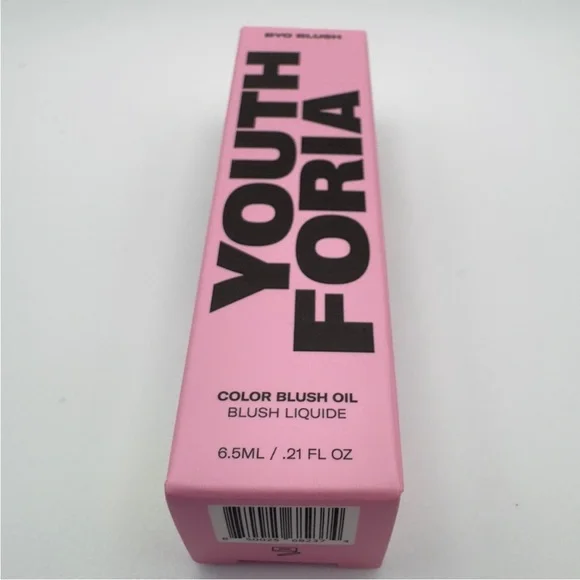 BYO BLUSH
YOUTH
FORIA
COLOR BLUSH OIL
BLUSH LIQUIDE
6.5ML / .21 FL OZ